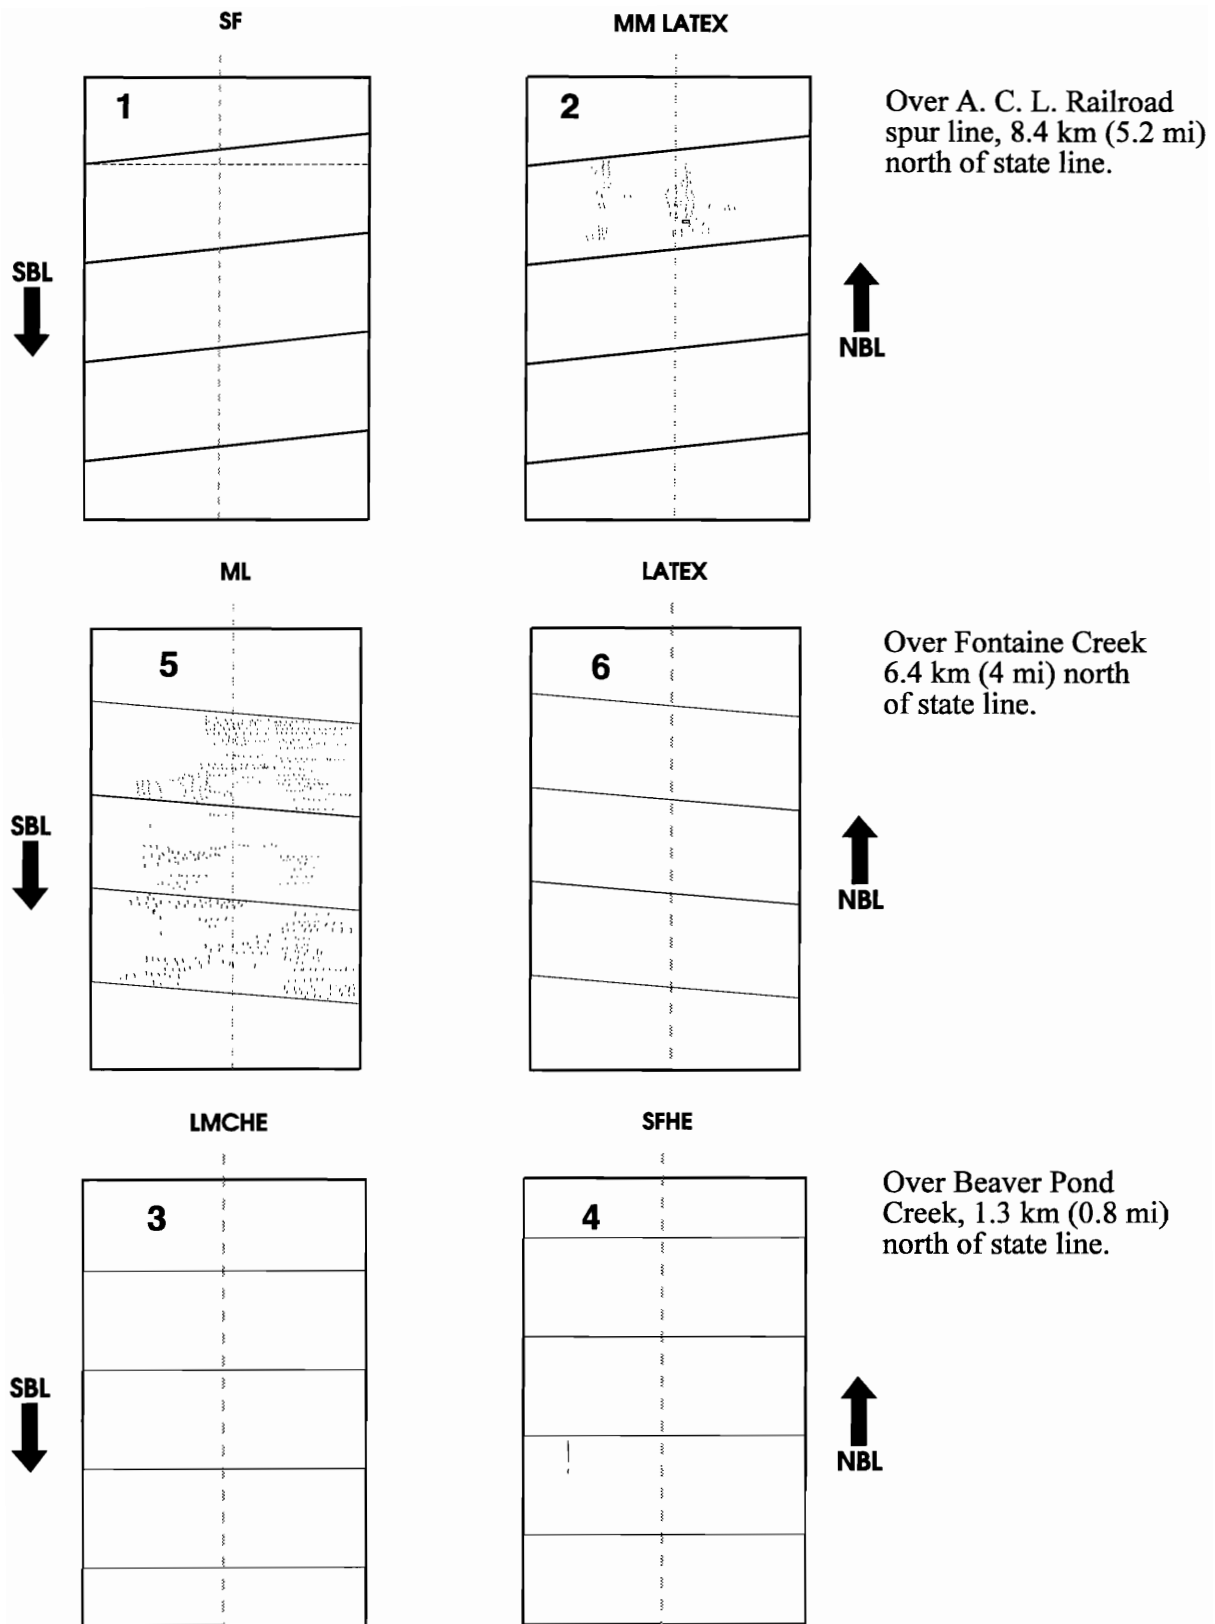 SF
MM LATEX
1
2
Over A. C. L. Railroad
spur line, 8.4 km (5.2 mi)
north of state line.
SBL
NBL
ML
LATEX
5
6
Over Fontaine Creek
6.4 km (4 mi) north
of state line.
SBL
NBL
LMCHE
SFHE
3
4
Over Beaver Pond
Creek, 1.3 km (0.8 mi)
north of state line.
SBL
NBL